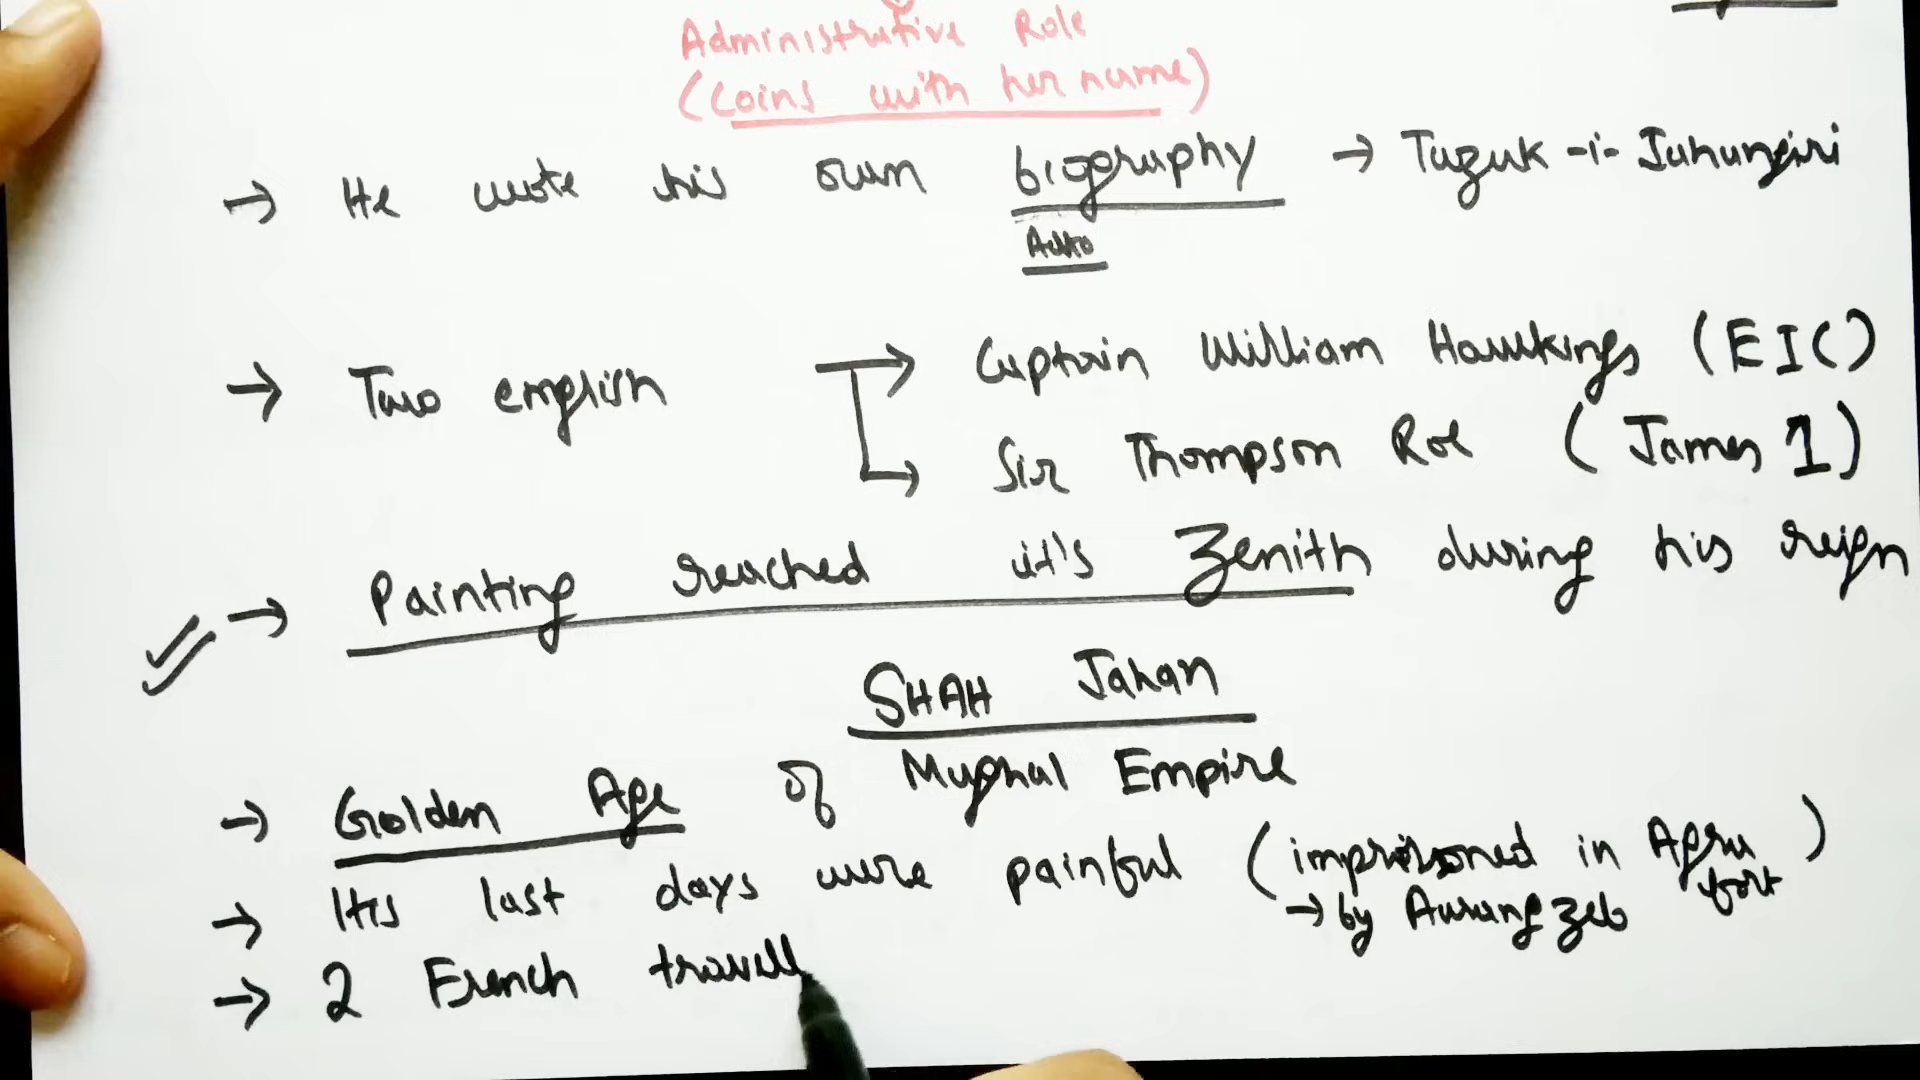 Administrative Role
(coins with her name)
→ He wrote his own biography → Tuzuk-i-Jahangiri
Auto
→ Two english → Captain William Hawkings (EIC)
→ Sir Thompson Roe (James 1)
→ Painting reached it's Zenith during his reign
SHAH Jahan
→ Golden Age of Mughal Empire
→ His last days were painful (imprisoned in Agra fort)
→ by Aurangzeb
→ 2 French travell